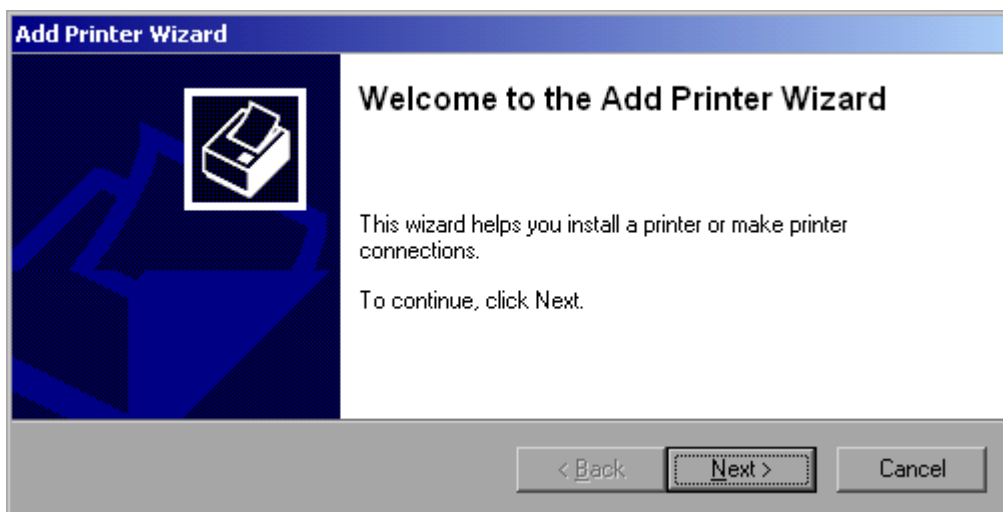 Add Printer Wizard
Welcome to the Add Printer Wizard
This wizard helps you install a printer or make printer
connections.
To continue, click Next.
< Back
Next >
Cancel